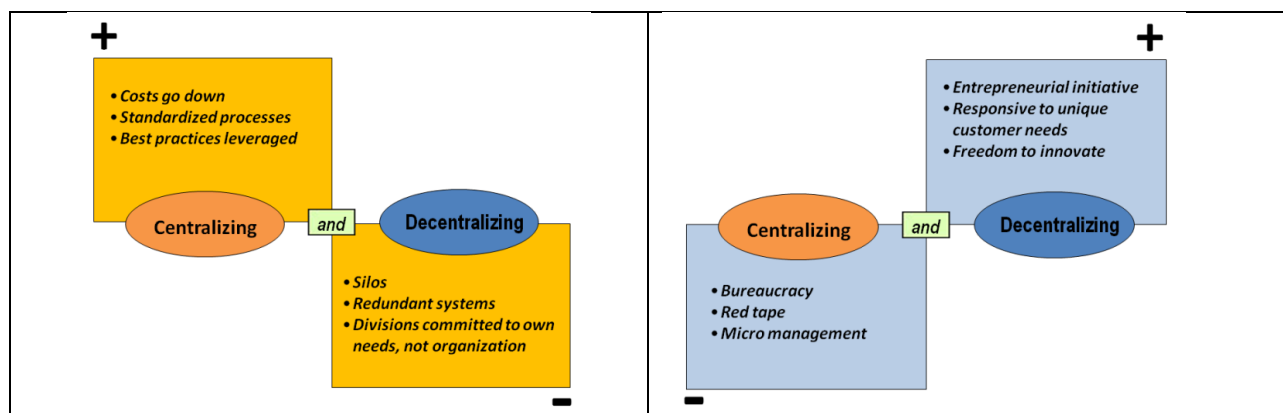 +
• Costs go down
• Standardized processes
• Best practices leveraged
Centralizing
and
Decentralizing
• Silos
• Redundant systems
• Divisions committed to own
needs, not organization
-
+
• Entrepreneurial initiative
• Responsive to unique
customer needs
• Freedom to innovate
Centralizing
and
Decentralizing
• Bureaucracy
• Red tape
• Micro management
-